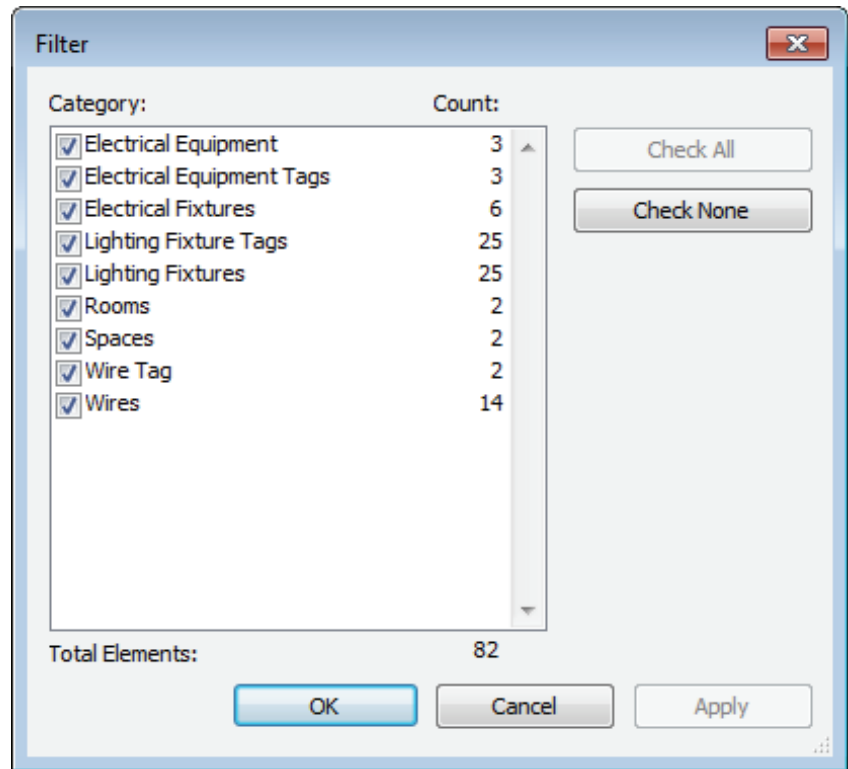 Filter
Category: Count:
Electrical Equipment 3
Check All
Electrical Equipment Tags 3
Electrical Fixtures 6
Check None
Lighting Fixture Tags 25
Lighting Fixtures 25
Rooms 2
Spaces 2
Wire Tag 2
Wires 14
Total Elements: 82
OK Cancel Apply